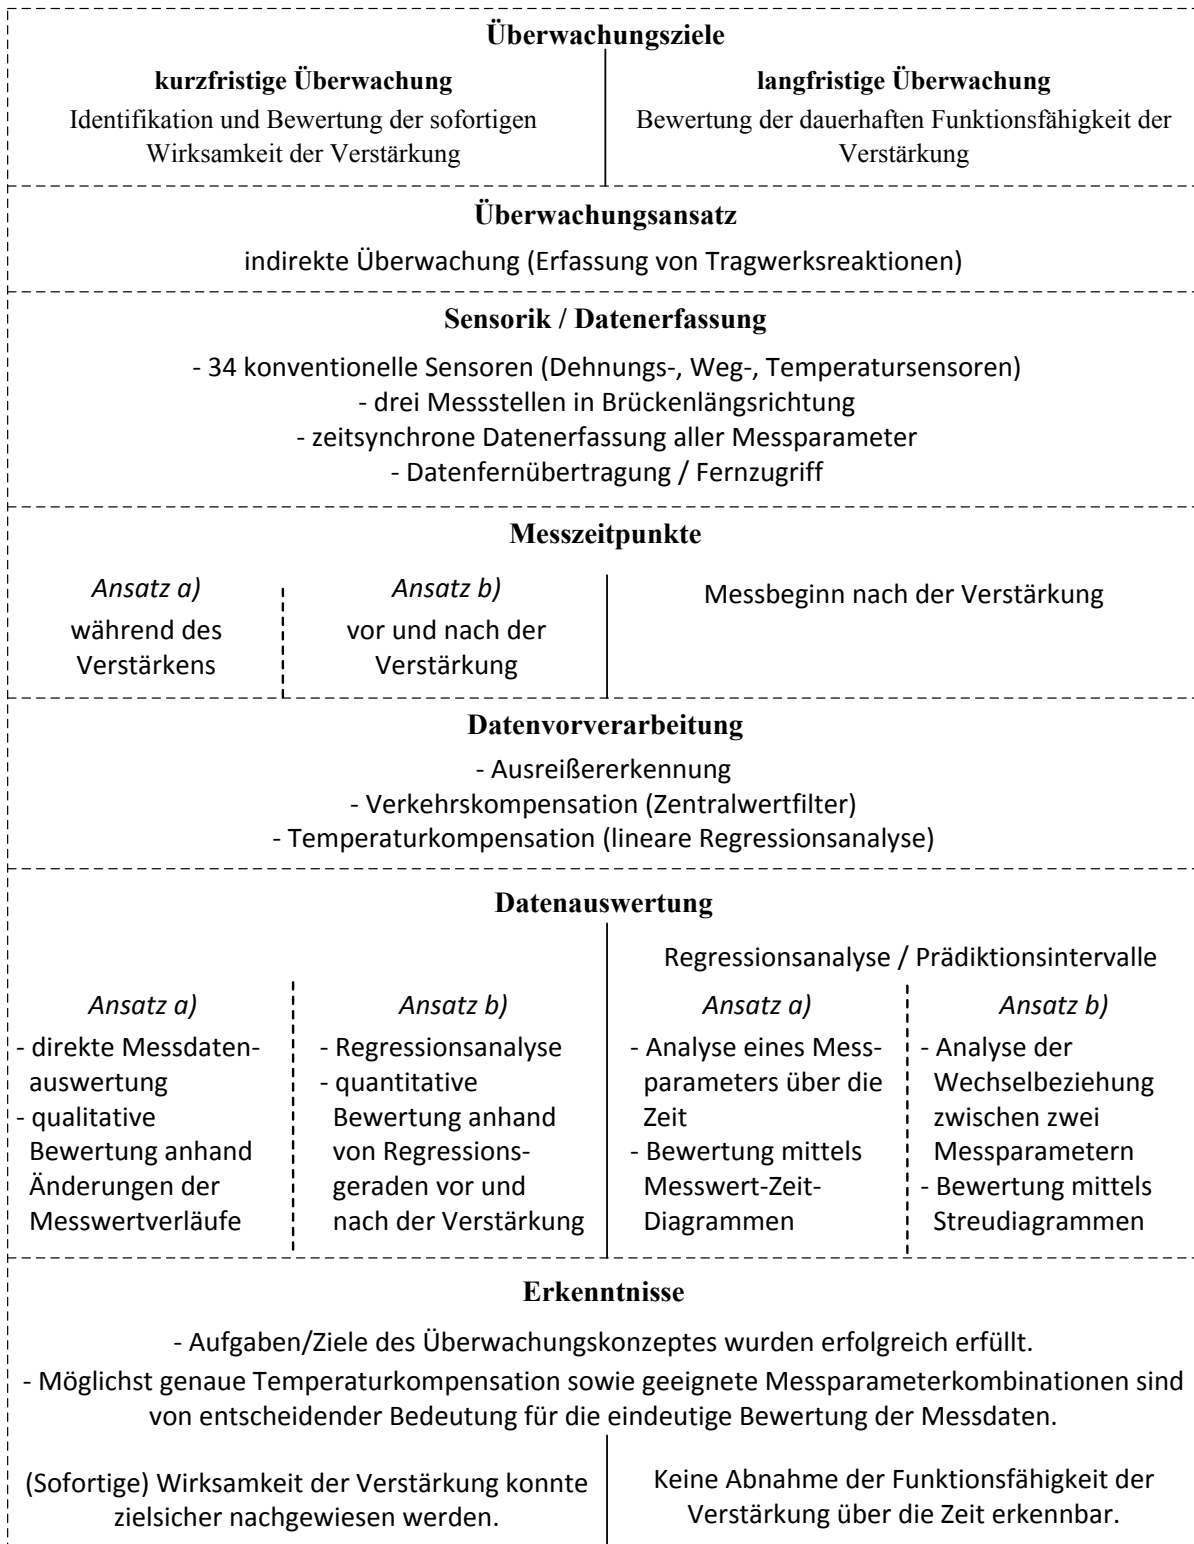 Überwachungsziele
kurzfristige Überwachung
Identifikation und Bewertung der sofortigen
Wirksamkeit der Verstärkung
langfristige Überwachung
Bewertung der dauerhaften Funktionsfähigkeit der
Verstärkung
Überwachungsansatz
indirekte Überwachung (Erfassung von Tragwerksreaktionen)
Sensorik / Datenerfassung
- 34 konventionelle Sensoren (Dehnungs-, Weg-, Temperatursensoren)
- drei Messstellen in Brückenlängsrichtung
- zeitsynchrone Datenerfassung aller Messparameter
- Datenfernübertragung / Fernzugriff
Messzeitpunkte
Ansatz a)
während des
Verstärkens
Ansatz b)
vor und nach der
Verstärkung
Messbeginn nach der Verstärkung
Datenvorverarbeitung
- Ausreißererkennung
- Verkehrskompensation (Zentralwertfilter)
- Temperaturkompensation (lineare Regressionsanalyse)
Datenauswertung
Ansatz a)
- direkte Messdaten-
auswertung
- qualitative
Bewertung anhand
Änderungen der
Messwertverläufe
Ansatz b)
- Regressionsanalyse
- quantitative
Bewertung anhand
von Regressions-
geraden vor und
nach der Verstärkung
Regressionsanalyse / Prädiktionsintervalle
Ansatz a)
- Analyse eines Mess-
parameters über die
Zeit
- Bewertung mittels
Messwert-Zeit-
Diagrammen
Ansatz b)
- Analyse der
Wechselbeziehung
zwischen zwei
Messparametern
- Bewertung mittels
Streudiagrammen
Erkenntnisse
- Aufgaben/Ziele des Überwachungskonzeptes wurden erfolgreich erfüllt.
- Möglichst genaue Temperaturkompensation sowie geeignete Messparameterkombinationen sind
von entscheidender Bedeutung für die eindeutige Bewertung der Messdaten.
(Sofortige) Wirksamkeit der Verstärkung konnte
zielsicher nachgewiesen werden.
Keine Abnahme der Funktionsfähigkeit der
Verstärkung über die Zeit erkennbar.